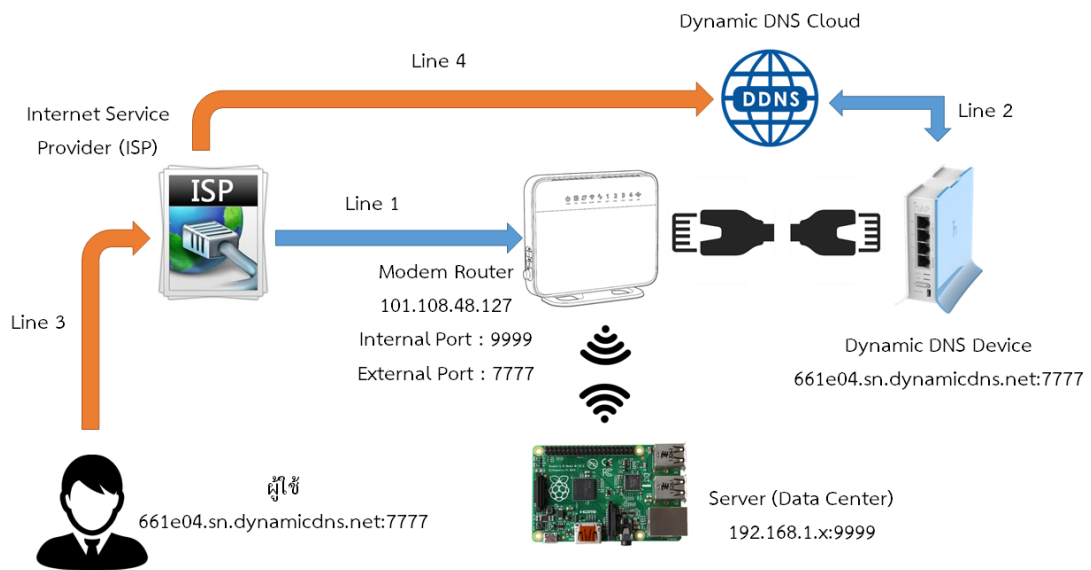 Dynamic DNS Cloud
Line 4
DDNS
Internet Service
Provider (ISP)
Line 2
ISP
Line 1
Modem Router
101.108.48.127
Internal Port : 9999
External Port : 7777
Line 3
Dynamic DNS Device
661e04.sn.dynamicdns.net:7777
ผู้ใช้
661e04.sn.dynamicdns.net:7777
Server (Data Center)
192.168.1.x:9999